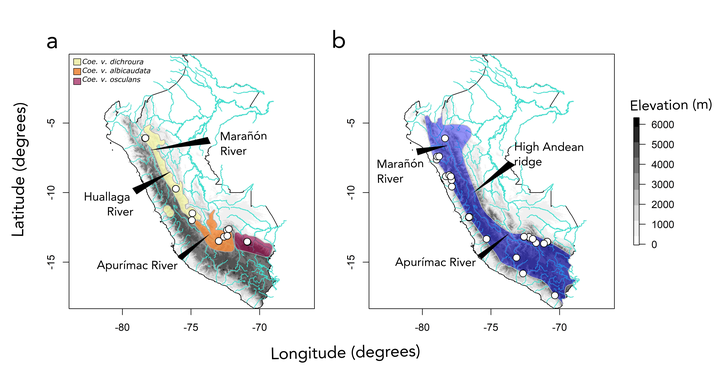 a
b
Coe. v. dichroura
Coe. v. albicaudata
Coe. v. osculans
Elevation (m)
6000
5000
4000
3000
2000
1000
0
Latitude (degrees)
-5
-10
-15
Marañón
River
Huallaga
River
Apurímac River
-80
-75
-70
-5
-10
-15
High Andean
ridge
Marañón
River
Apurímac River
-80
-75
-70
Longitude (degrees)